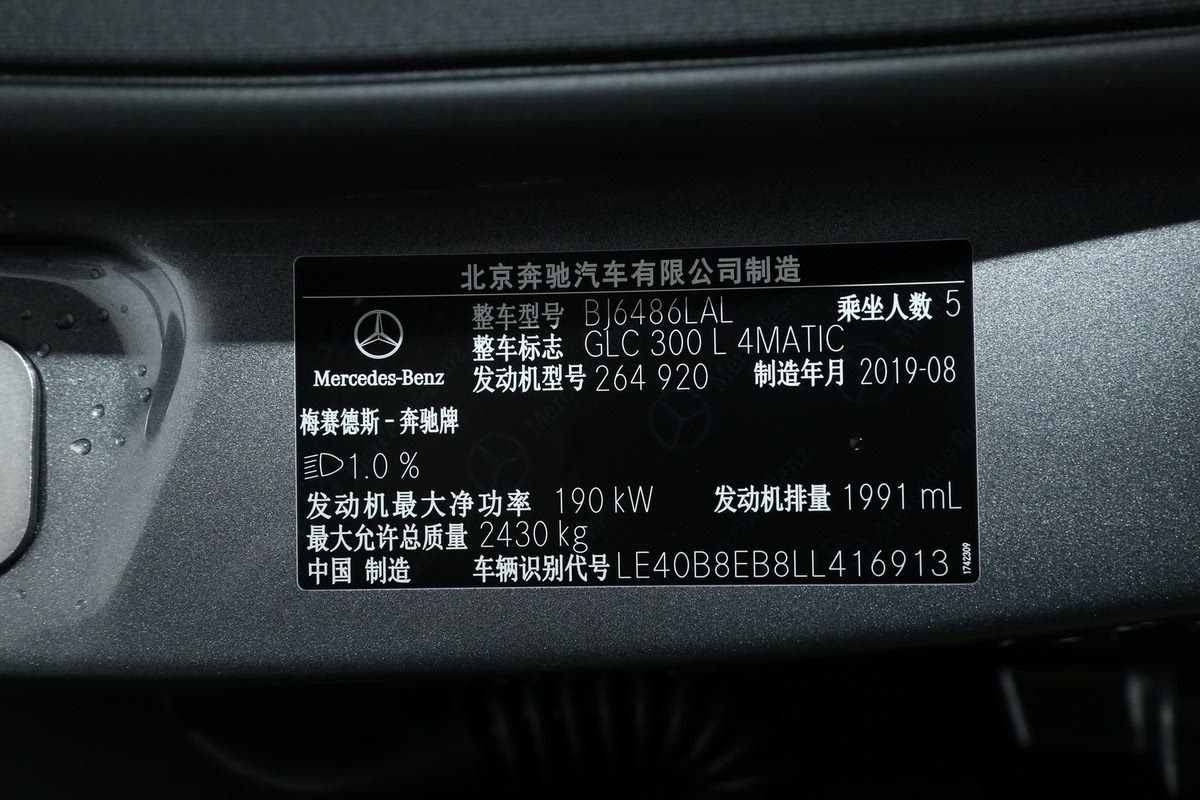 北京奔驰汽车有限公司制造
整车型号 BJ6486LAL 乘坐人数 5
整车标志 GLC 300 L 4MATIC
发动机型号 264 920 制造年月 2019-08
Mercedes-Benz
梅赛德斯-奔驰牌
1.0 %
发动机最大净功率 190 kW 发动机排量 1991 mL
最大允许总质量 2430 kg
中国 制造 车辆识别代号 LE40B8EB8LL416913
1742309